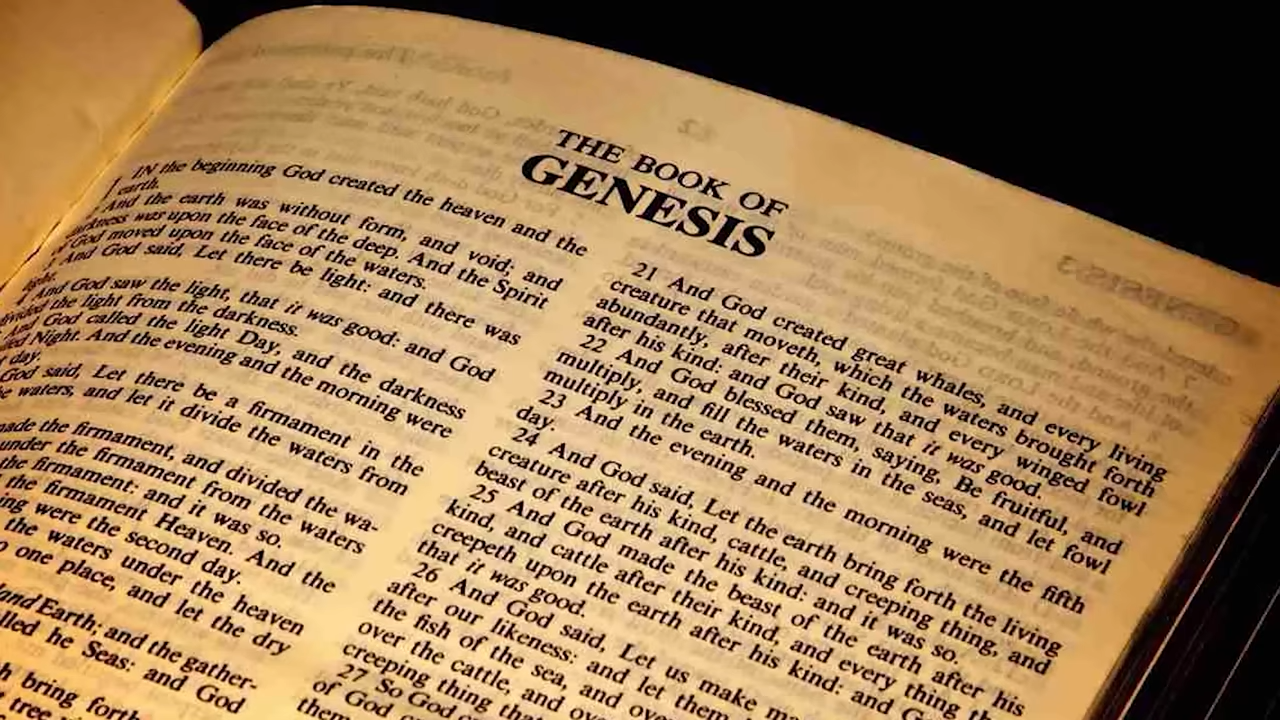 THE BOOK OF
GENESIS
IN the beginning God created the heaven and the
earth.
And the earth was without form, and void; and
darkness was upon the face of the deep. And the Spirit
God moved upon the face of the waters.
And God said, Let there be light: and there was
light.
4 And God saw the light, that it was good: and God
divided the light from the darkness.
And God called the light Day, and the darkness
Night. And the evening and the morning were
day.
God said, Let there be a firmament in the
waters, and let it divide the waters from
made the firmament, and divided the wa-
under the firmament from the waters
the firmament: and it was so.
the firmament Heaven. And the
were the second day.
the waters under the heaven
one place, and let the dry
land Earth; and the gather-
he Seas: and God
bring forth
tree
21 And God created great whales, and every living
creature that moveth, which the waters brought forth
abundantly, after their kind, and every winged fowl
after his kind: and God saw that it was good.
22 And God blessed them, saying, Be fruitful, and
multiply, and fill the waters in the seas, and let fowl
multiply in the earth.
23 And the evening and the morning were the fifth
day.
24 And God said, Let the earth bring forth the living
creature after his kind, cattle, and creeping thing, and
beast of the earth after his kind: and it was so.
25 And God made the beast of the earth after his
kind, and cattle after their kind, and every thing
creepeth upon the earth after his kind: and
that it was good.
26 And God said, Let us make
after our likeness: and let them
the fish of the sea, and over
over the cattle, and over
creeping thing that
27 So God
of God
them